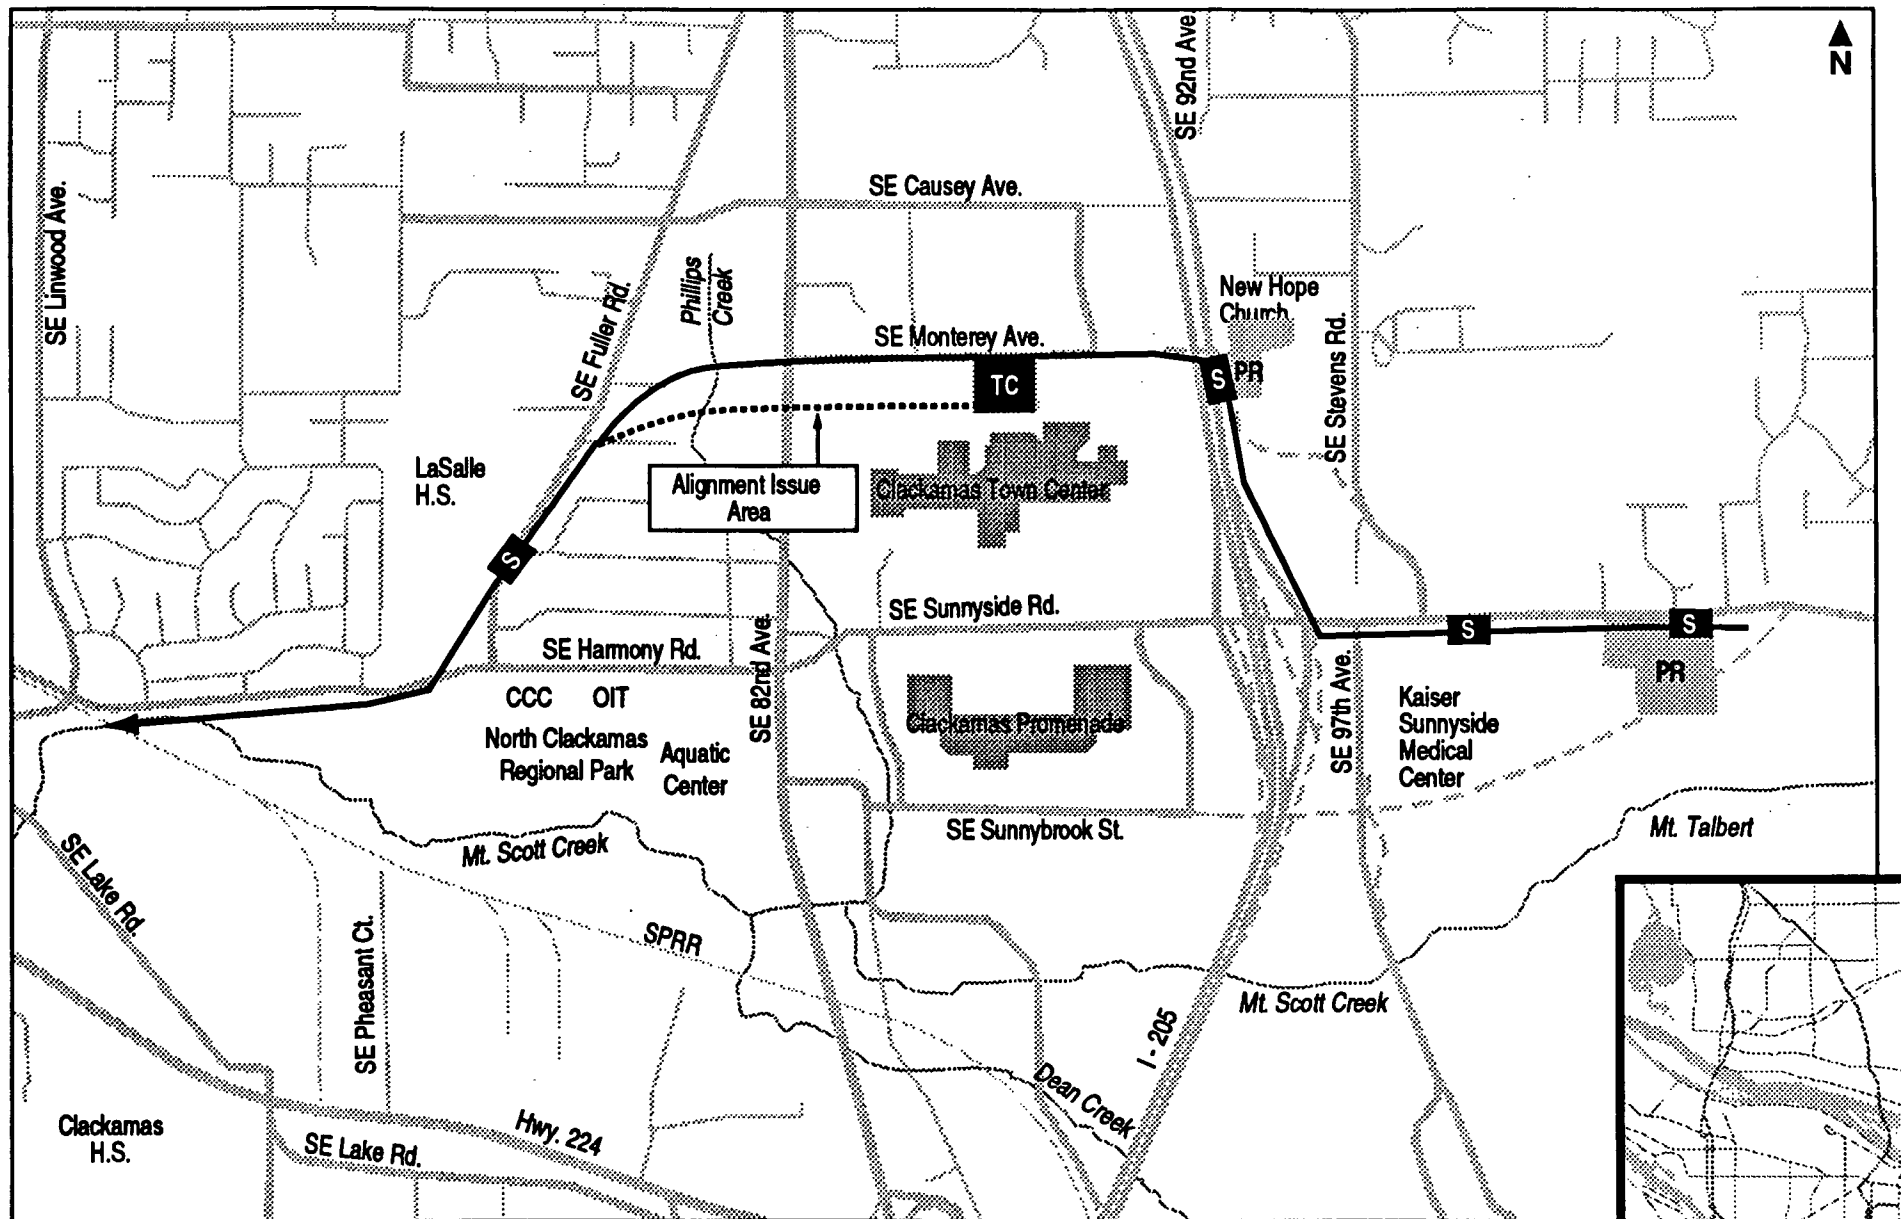 N
SE 92nd Ave.
SE Causey Ave.
SE Linwood Ave.
Phillips
Creek
SE Fuller Rd.
New Hope
Church
SE Monterey Ave.
SE Stevens Rd.
TC
S
PR
LaSalle
H.S.
Alignment Issue
Area
Clackamas Town Center
S
SE Sunnyside Rd.
SE Harmony Rd.
SE 82nd Ave.
S
S
PR
SE 97th Ave.
CCC
OIT
Kaiser
Sunnyside
Medical
Center
North Clackamas
Regional Park
Aquatic
Center
Clackamas Promenade
SE Sunnybrook St.
Mt. Talbert
Mt. Scott Creek
SE Lake Rd.
SPRR
SE Pheasant Ct.
Mt. Scott Creek
I - 205
Dean Creek
Clackamas
H.S.
Hwy. 224
SE Lake Rd.